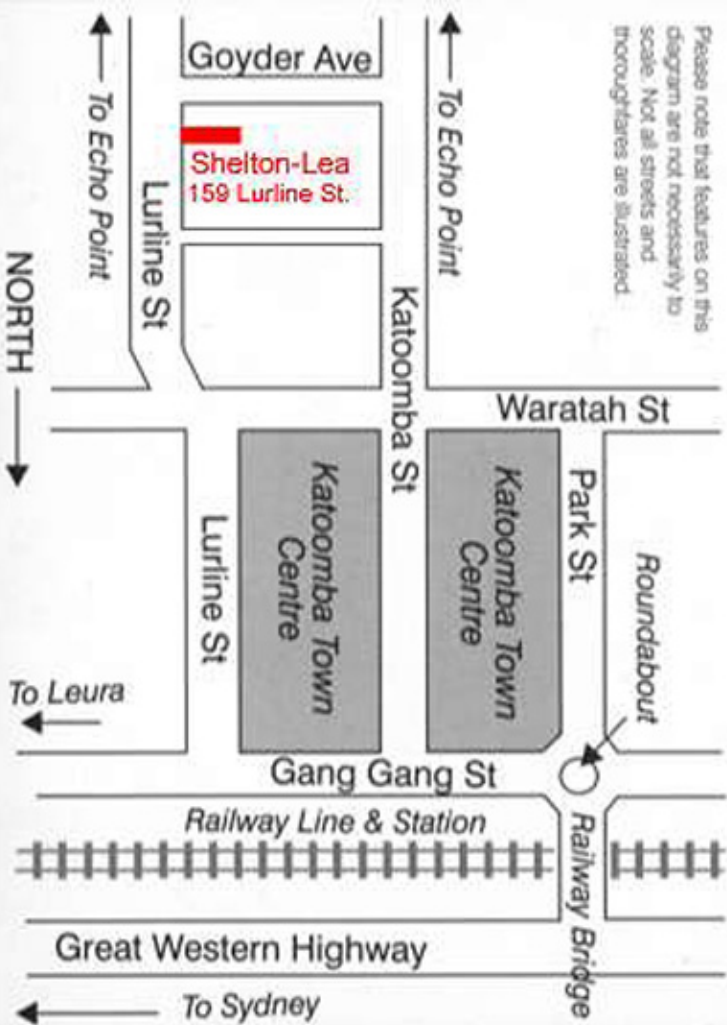 Please note that features on this
diagram are not necessarily to
scale. Not all streets and
thoroughfares are illustrated.
Goyder Ave
To Echo Point
To Echo Point
Shelton-Lea
159 Lurline St.
Lurline St
Katoomba St
NORTH
Waratah St
Katoomba Town
Centre
Katoomba Town
Centre
Park St
Roundabout
Lurline St
To Leura
Gang Gang St
Railway Line & Station
Railway Bridge
Great Western Highway
To Sydney